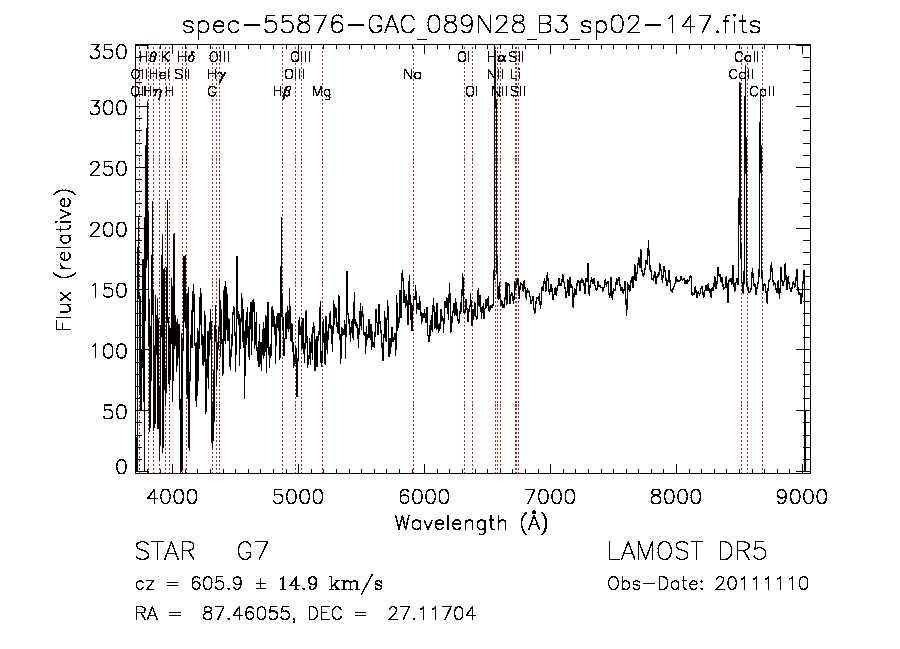 spec-55876-GAC_089N28_B3_sp02-147.fits
Hθ K Hδ OIII OIII OI Hα SII CaII
OII HeI SII Hγ OIII Na NII Li CaII
OII Hη H G Hβ Mg OI NII SII CaII
350
300
250
200
150
100
50
0
Flux (relative)
4000 5000 6000 7000 8000 9000
Wavelength (Å)
STAR G7 LAMOST DR5
cz = 605.9 ± 14.9 km/s Obs-Date: 20111110
RA = 87.46055, DEC = 27.11704